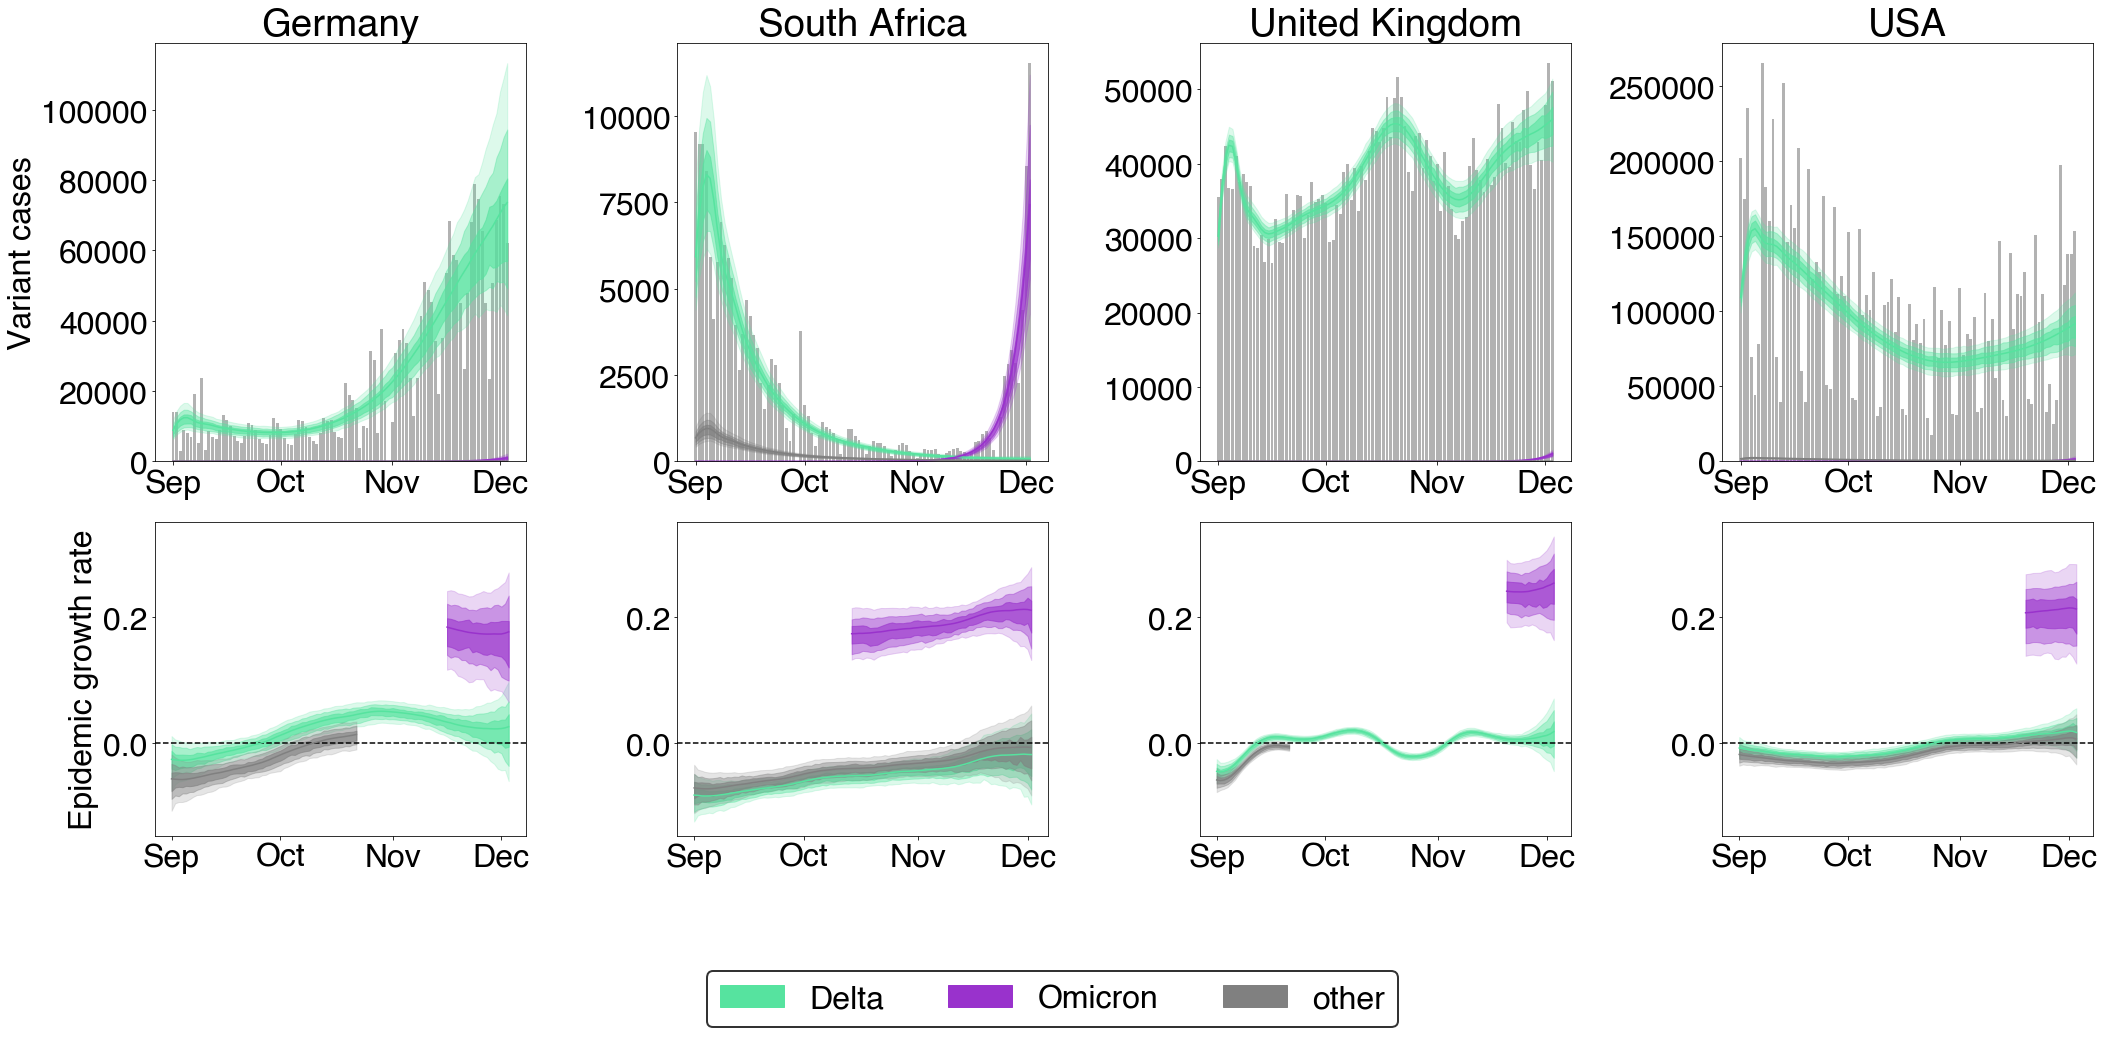 Germany South Africa United Kingdom USA
Variant cases
100000
80000
60000
40000
20000
0
Sep Oct Nov Dec
10000
7500
5000
2500
0
Sep Oct Nov Dec
50000
40000
30000
20000
10000
0
Sep Oct Nov Dec
250000
200000
150000
100000
50000
0
Sep Oct Nov Dec
Epidemic growth rate
0.2
0.0
Sep Oct Nov Dec
0.2
0.0
Sep Oct Nov Dec
0.2
0.0
Sep Oct Nov Dec
0.2
0.0
Sep Oct Nov Dec
Delta Omicron other